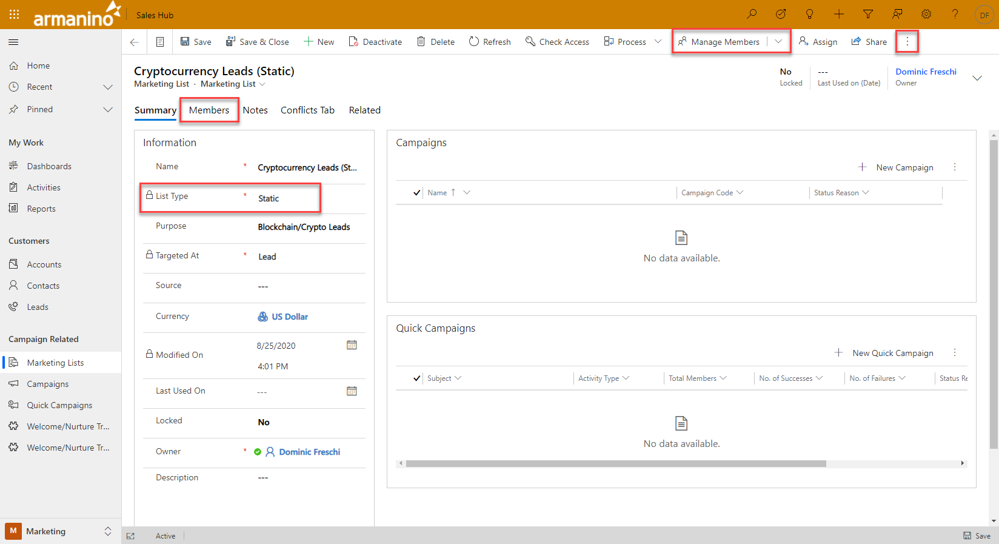 armanino
Sales Hub
DF
Save
Save & Close
New
Deactivate
Delete
Refresh
Check Access
Process
Manage Members
Assign
Share
Home
Recent
Pinned
My Work
Dashboards
Activities
Reports
Customers
Accounts
Contacts
Leads
Campaign Related
Marketing Lists
Campaigns
Quick Campaigns
Welcome/Nurture Tr...
Welcome/Nurture Tr...
M Marketing
Cryptocurrency Leads (Static)
Marketing List · Marketing List
No
Locked
---
Last Used on (Date)
Dominic Freschi
Owner
Summary
Members
Notes
Conflicts Tab
Related
Information
Name * Cryptocurrency Leads (St...
List Type * Static
Purpose Blockchain/Crypto Leads
Targeted At * Lead
Source ---
Currency US Dollar
Modified On 8/25/2020
4:01 PM
Last Used On ---
Locked No
Owner * Dominic Freschi
Description ---
Campaigns
New Campaign
Name ↑
Campaign Code
Status Reason
No data available.
Quick Campaigns
New Quick Campaign
Subject
Activity Type
Total Members
No. of Successes
No. of Failures
Status Re
No data available.
Active
Save